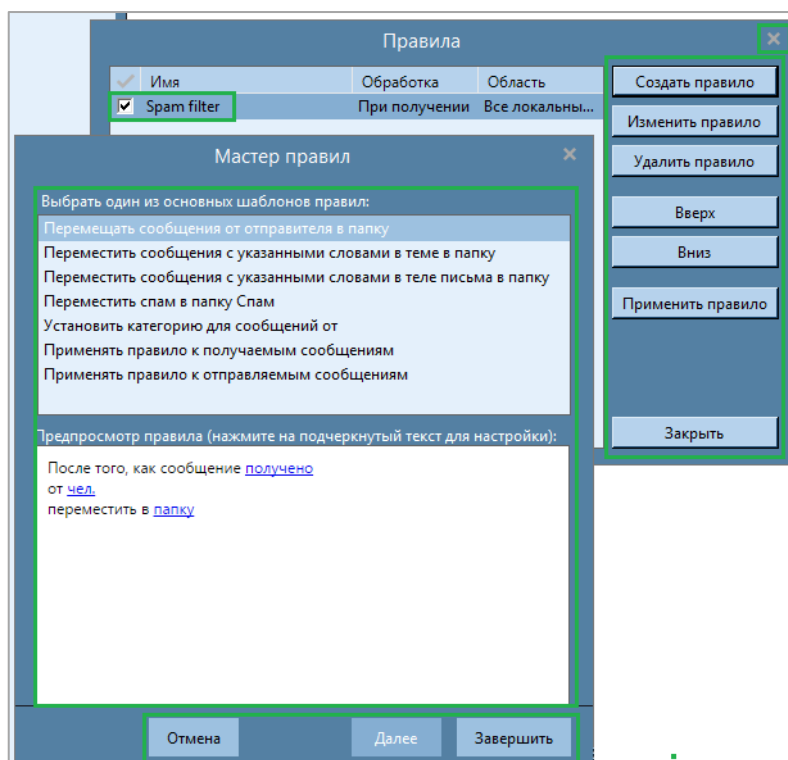 Правила
Имя Обработка Область
Spam filter При получении Все локальны...
Создать правило
Изменить правило
Удалить правило
Вверх
Вниз
Применить правило
Закрыть
Мастер правил
Выбрать один из основных шаблонов правил:
Перемещать сообщения от отправителя в папку
Переместить сообщения с указанными словами в теме в папку
Переместить сообщения с указанными словами в теле письма в папку
Переместить спам в папку Спам
Установить категорию для сообщений от
Применять правило к получаемым сообщениям
Применять правило к отправляемым сообщениям
Предпросмотр правила (нажмите на подчеркнутый текст для настройки):
После того, как сообщение получено
от чел.
переместить в папку
Отмена Далее Завершить